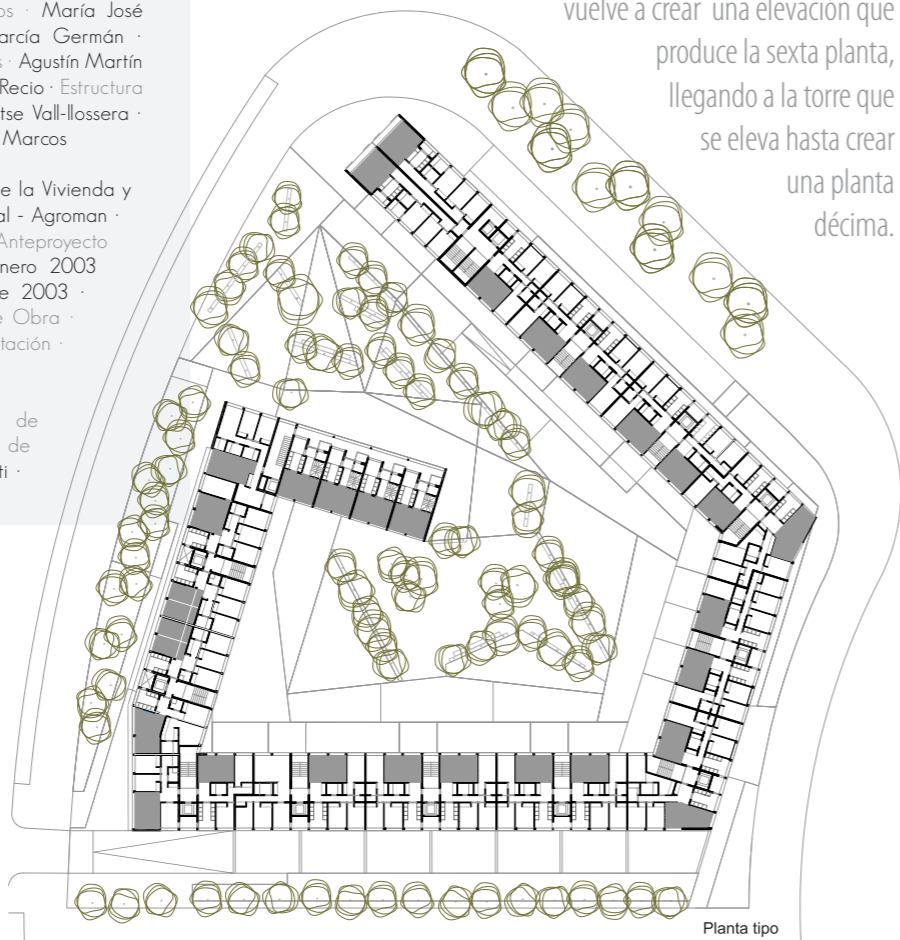 os · María José
arcía Germán ·
s · Agustín Martín
Recio · Estructura
tse Vall-llossera ·
Marcos
e la Vivienda y
al - Agroman ·
Anteproyecto
nero 2003
e 2003 ·
e Obra ·
tación ·
de
de
ti ·
vuelve a crear una elevación que
produce la sexta planta,
llegando a la torre que
se eleva hasta crear
una planta
décima.
Planta tipo